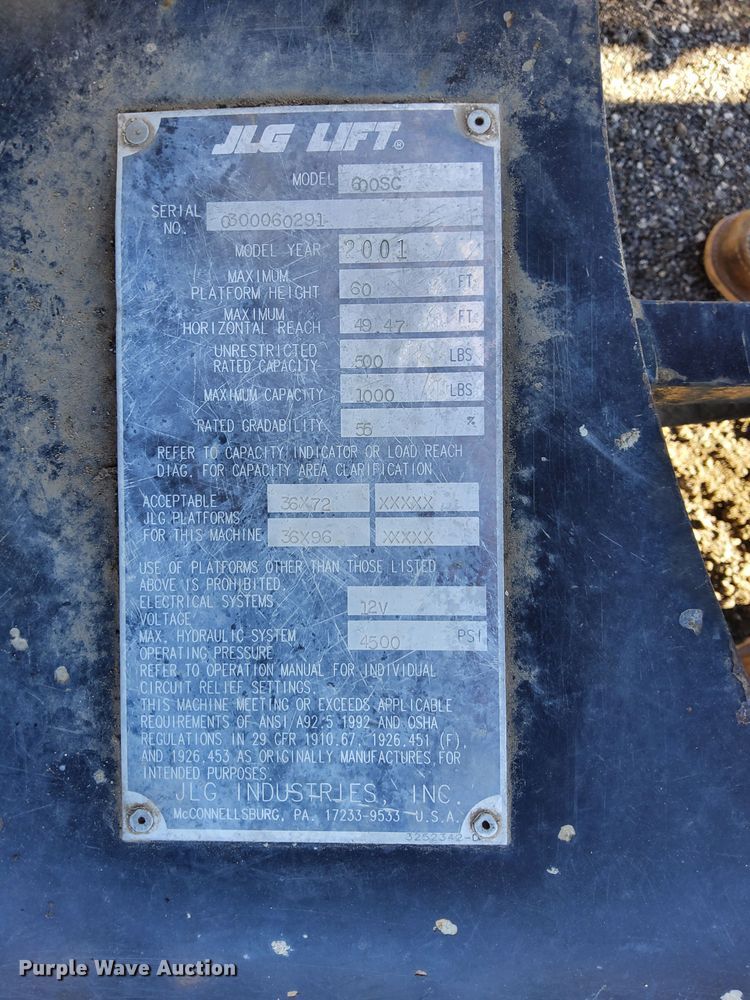 JLG LIFT®
MODEL 600SC
SERIAL NO. 0300060291
MODEL YEAR 2001
MAXIMUM PLATFORM HEIGHT 60 FT
MAXIMUM HORIZONTAL REACH 49.47 FT
UNRESTRICTED RATED CAPACITY 500 LBS
MAXIMUM CAPACITY 1000 LBS
RATED GRADABILITY 55 %
REFER TO CAPACITY INDICATOR OR LOAD REACH
DIAG. FOR CAPACITY AREA CLARIFICATION
ACCEPTABLE 36X72 XXXXX
JLG PLATFORMS
FOR THIS MACHINE 36X96 XXXXX
USE OF PLATFORMS OTHER THAN THOSE LISTED
ABOVE IS PROHIBITED.
ELECTRICAL SYSTEMS
VOLTAGE 12V
MAX. HYDRAULIC SYSTEM
OPERATING PRESSURE 4500 PSI
REFER TO OPERATION MANUAL FOR INDIVIDUAL
CIRCUIT RELIEF SETTINGS.
THIS MACHINE MEETING OR EXCEEDS APPLICABLE
REQUIREMENTS OF ANSI/A92.5 1992 AND OSHA
REGULATIONS IN 29 CFR 1910.67, 1926.451 (F),
AND 1926.453 AS ORIGINALLY MANUFACTURES FOR
INTENDED PURPOSES.
JLG INDUSTRIES, INC.
McCONNELLSBURG, PA. 17233-9533 U.S.A.
Purple Wave Auction